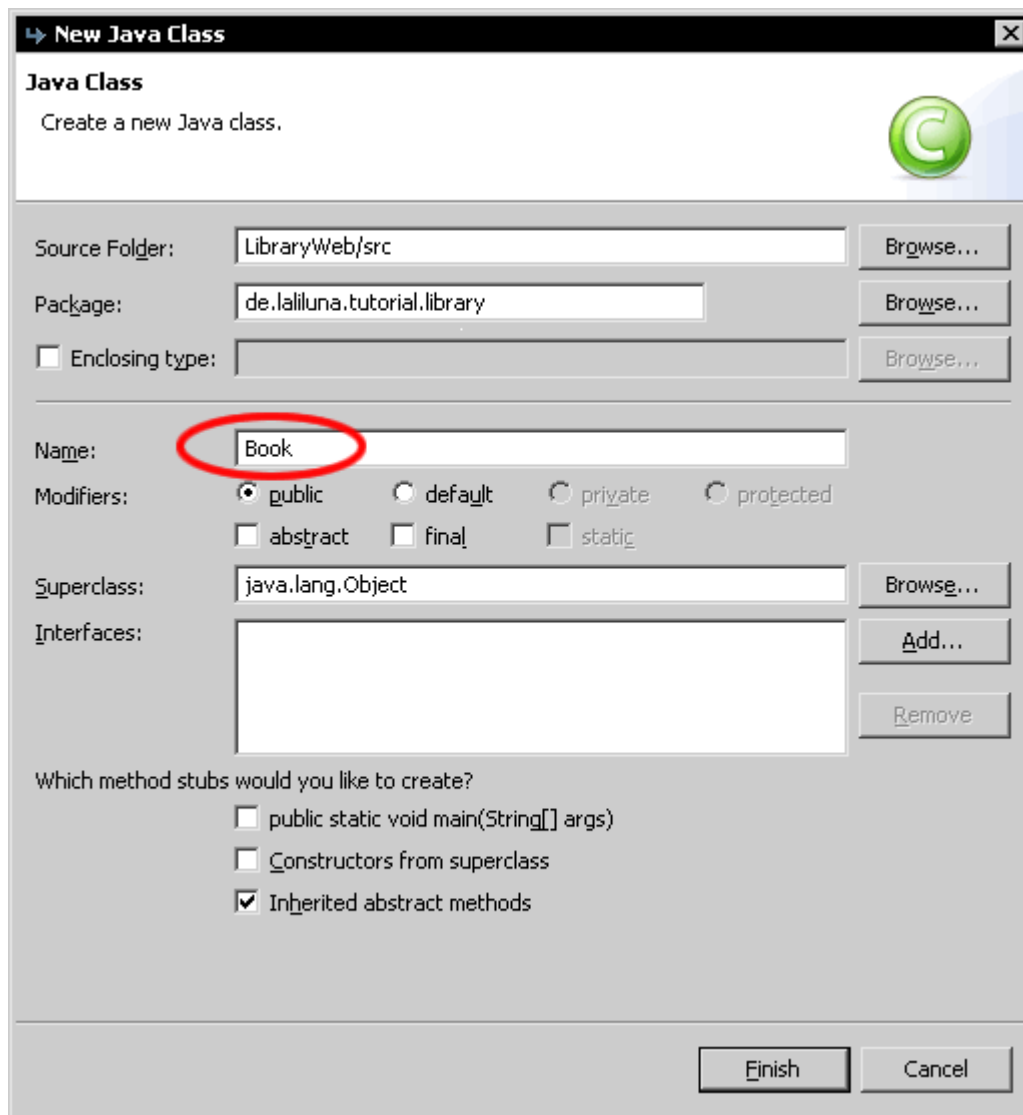 New Java Class
Java Class
Create a new Java class.
Source Folder: LibraryWeb/src Browse...
Package: de.laliluna.tutorial.library Browse...
Enclosing type: Browse...
Name: Book
Modifiers: public default private protected
abstract final static
Superclass: java.lang.Object Browse...
Interfaces: Add...
Remove
Which method stubs would you like to create?
public static void main(String[] args)
Constructors from superclass
Inherited abstract methods
Finish Cancel